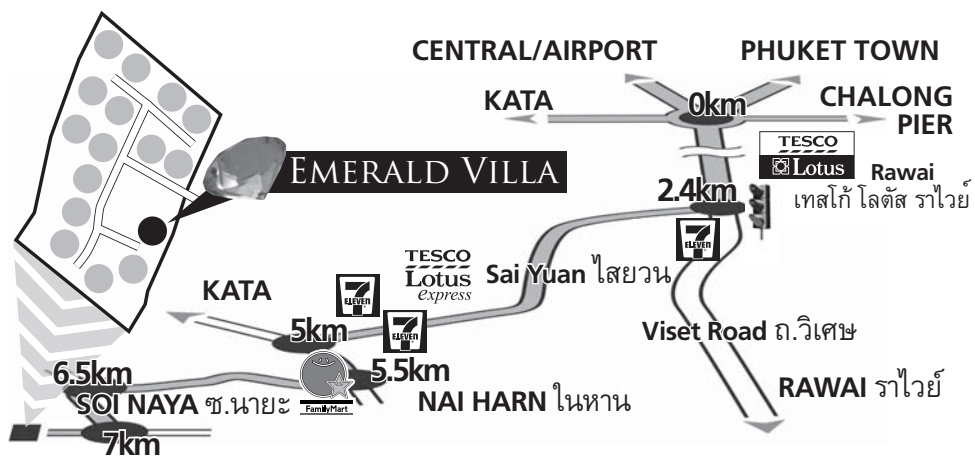 CENTRAL/AIRPORT
PHUKET TOWN
KATA
0km
CHALONG
PIER
TESCO
Lotus
Rawai
เทสโก้ โลตัส ราไวย์
EMERALD VILLA
2.4km
7
ELEVEN
TESCO
Lotus
express
Sai Yuan ไสยวน
KATA
7
ELEVEN
7
ELEVEN
5km
Viset Road ถ.วิเศษ
6.5km
5.5km
RAWAI ราไวย์
SOI NAYA ซ.นายะ
FamilyMart
NAI HARN ในหาน
7km